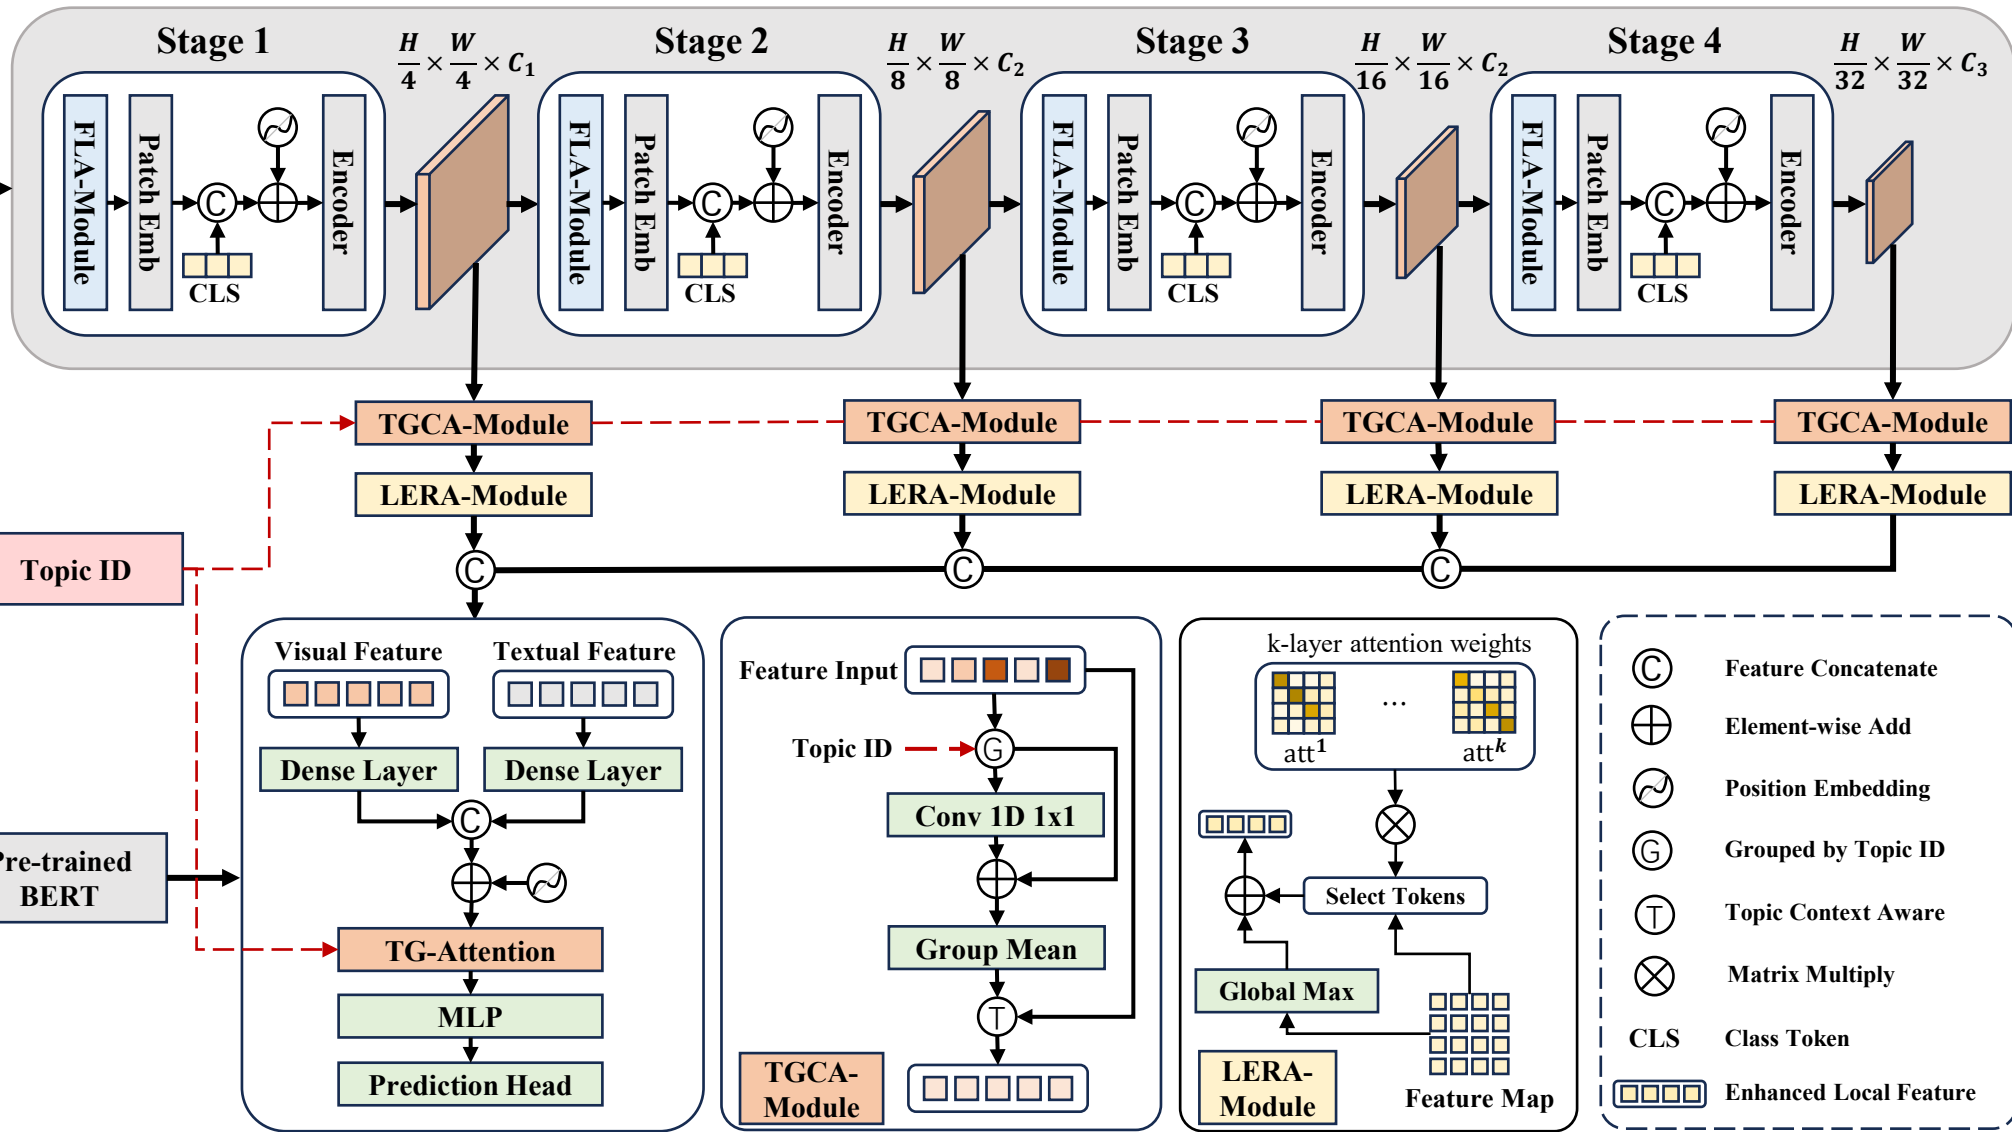 Stage 1
H/4 × W/4 × C₁
Stage 2
H/8 × W/8 × C₂
Stage 3
H/16 × W/16 × C₂
Stage 4
H/32 × W/32 × C₃
FLA-Module
Patch Emb
C
CLS
Encoder
FLA-Module
Patch Emb
C
CLS
Encoder
FLA-Module
Patch Emb
C
CLS
Encoder
FLA-Module
Patch Emb
C
CLS
Encoder
TGCA-Module
TGCA-Module
TGCA-Module
TGCA-Module
LERA-Module
LERA-Module
LERA-Module
LERA-Module
C
C
C
Topic ID
Pre-trained
BERT
Visual Feature
Textual Feature
Dense Layer
Dense Layer
C
TG-Attention
MLP
Prediction Head
Feature Input
Topic ID
G
Conv 1D 1x1
Group Mean
T
TGCA-
Module
k-layer attention weights
...
att¹
attᵏ
Select Tokens
Global Max
LERA-
Module
Feature Map
C
Feature Concatenate
Element-wise Add
Position Embedding
G
Grouped by Topic ID
T
Topic Context Aware
Matrix Multiply
CLS
Class Token
Enhanced Local Feature